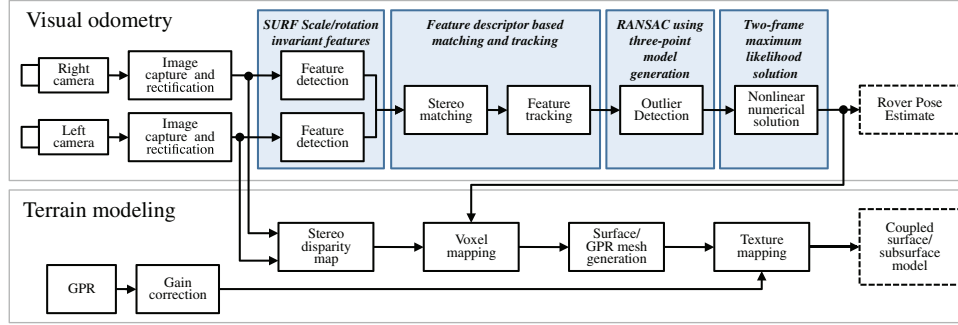 Visual odometry
SURF Scale/rotation
invariant features
Feature descriptor based
matching and tracking
RANSAC using
three-point
model
generation
Two-frame
maximum
likelihood
solution
Right
camera
Image
capture and
rectification
Feature
detection
Left
camera
Image
capture and
rectification
Feature
detection
Stereo
matching
Feature
tracking
Outlier
Detection
Nonlinear
numerical
solution
Rover Pose
Estimate
Terrain modeling
Stereo
disparity
map
Voxel
mapping
Surface/
GPR mesh
generation
Texture
mapping
Coupled
surface/
subsurface
model
GPR
Gain
correction